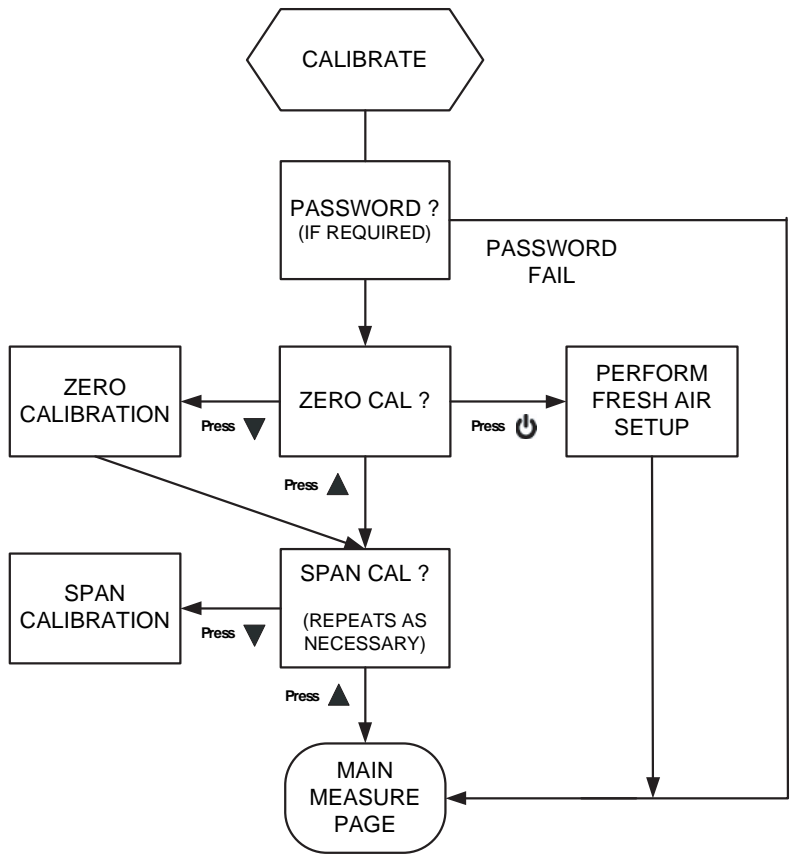 CALIBRATE
PASSWORD ?
(IF REQUIRED)
PASSWORD
FAIL
ZERO
CALIBRATION
Press
ZERO CAL ?
Press
PERFORM
FRESH AIR
SETUP
Press
SPAN
CALIBRATION
Press
SPAN CAL ?
(REPEATS AS
NECESSARY)
Press
MAIN
MEASURE
PAGE